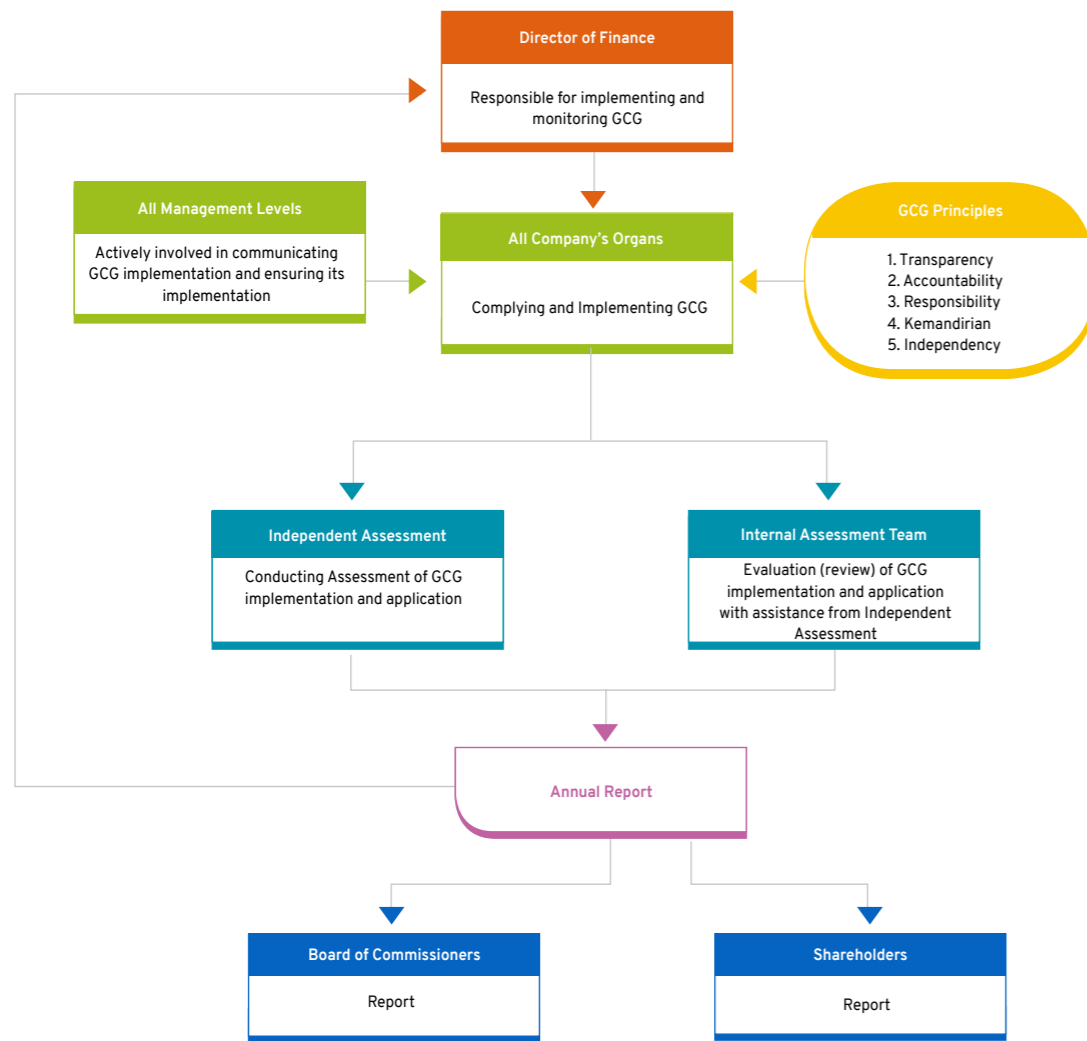 Director of Finance
Responsible for implementing and
monitoring GCG
All Management Levels
Actively involved in communicating
GCG implementation and ensuring its
implementation
All Company's Organs
Complying and Implementing GCG
GCG Principles
1. Transparency
2. Accountability
3. Responsibility
4. Kemandirian
5. Independency
Independent Assessment
Conducting Assessment of GCG
implementation and application
Internal Assessment Team
Evaluation (review) of GCG
implementation and application
with assistance from Independent
Assessment
Annual Report
Board of Commissioners
Report
Shareholders
Report